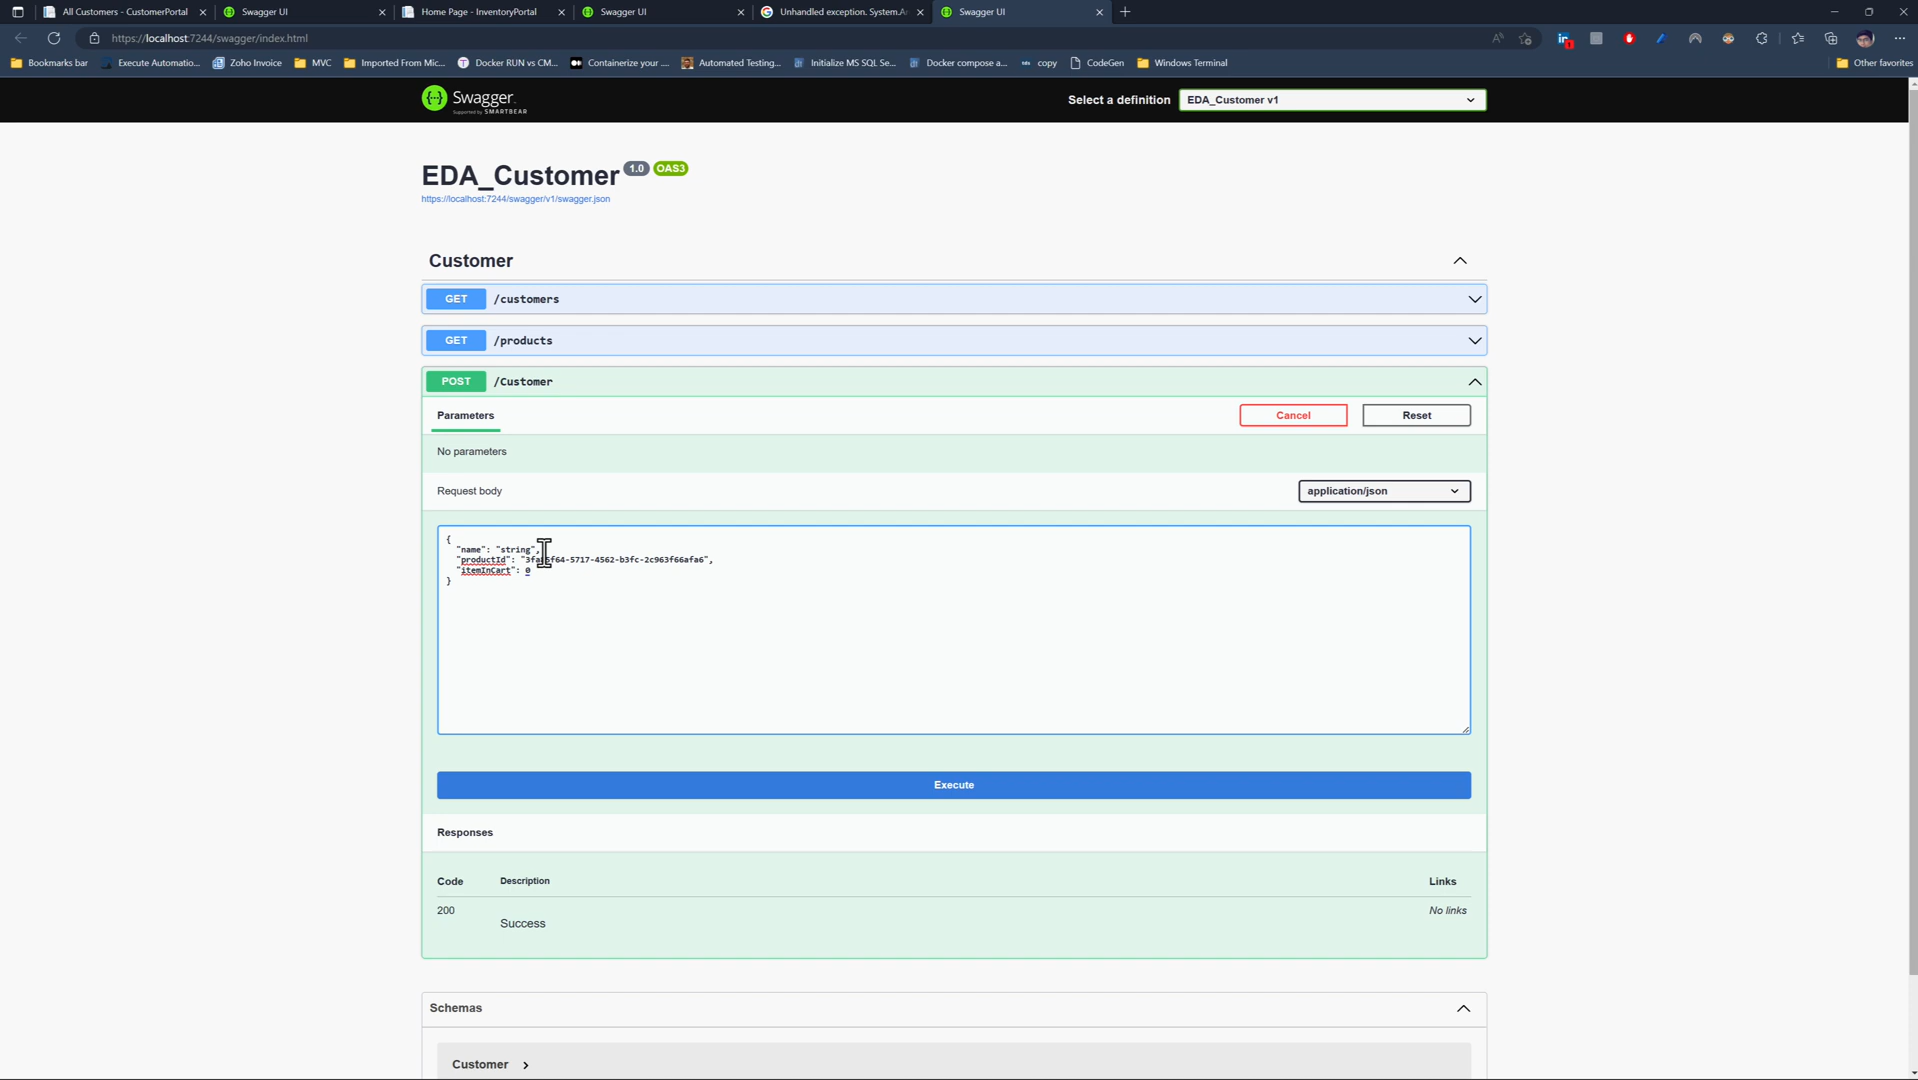 All Customers - CustomerPortal
Swagger UI
Home Page - InventoryPortal
Swagger UI
Unhandled exception. System.A
Swagger UI
https://localhost:7244/swagger/index.html
Bookmarks bar
Execute Automatio...
Zoho Invoice
MVC
Imported From Mic...
Docker RUN vs CM...
Containerize your ....
Automated Testing...
Initialize MS SQL Se...
Docker compose a...
copy
CodeGen
Windows Terminal
Other favorites
Swagger
Supported by SMARTBEAR
Select a definition
EDA_Customer v1
EDA_Customer 1.0 OAS3
https://localhost:7244/swagger/v1/swagger.json
Customer
GET /customers
GET /products
POST /Customer
Parameters
Cancel
Reset
No parameters
Request body
application/json
{
"name": "string",
"productId": "3fa85f64-5717-4562-b3fc-2c963f66afa6",
"itemInCart": 0
}
Execute
Responses
Code Description Links
200 Success No links
Schemas
Customer